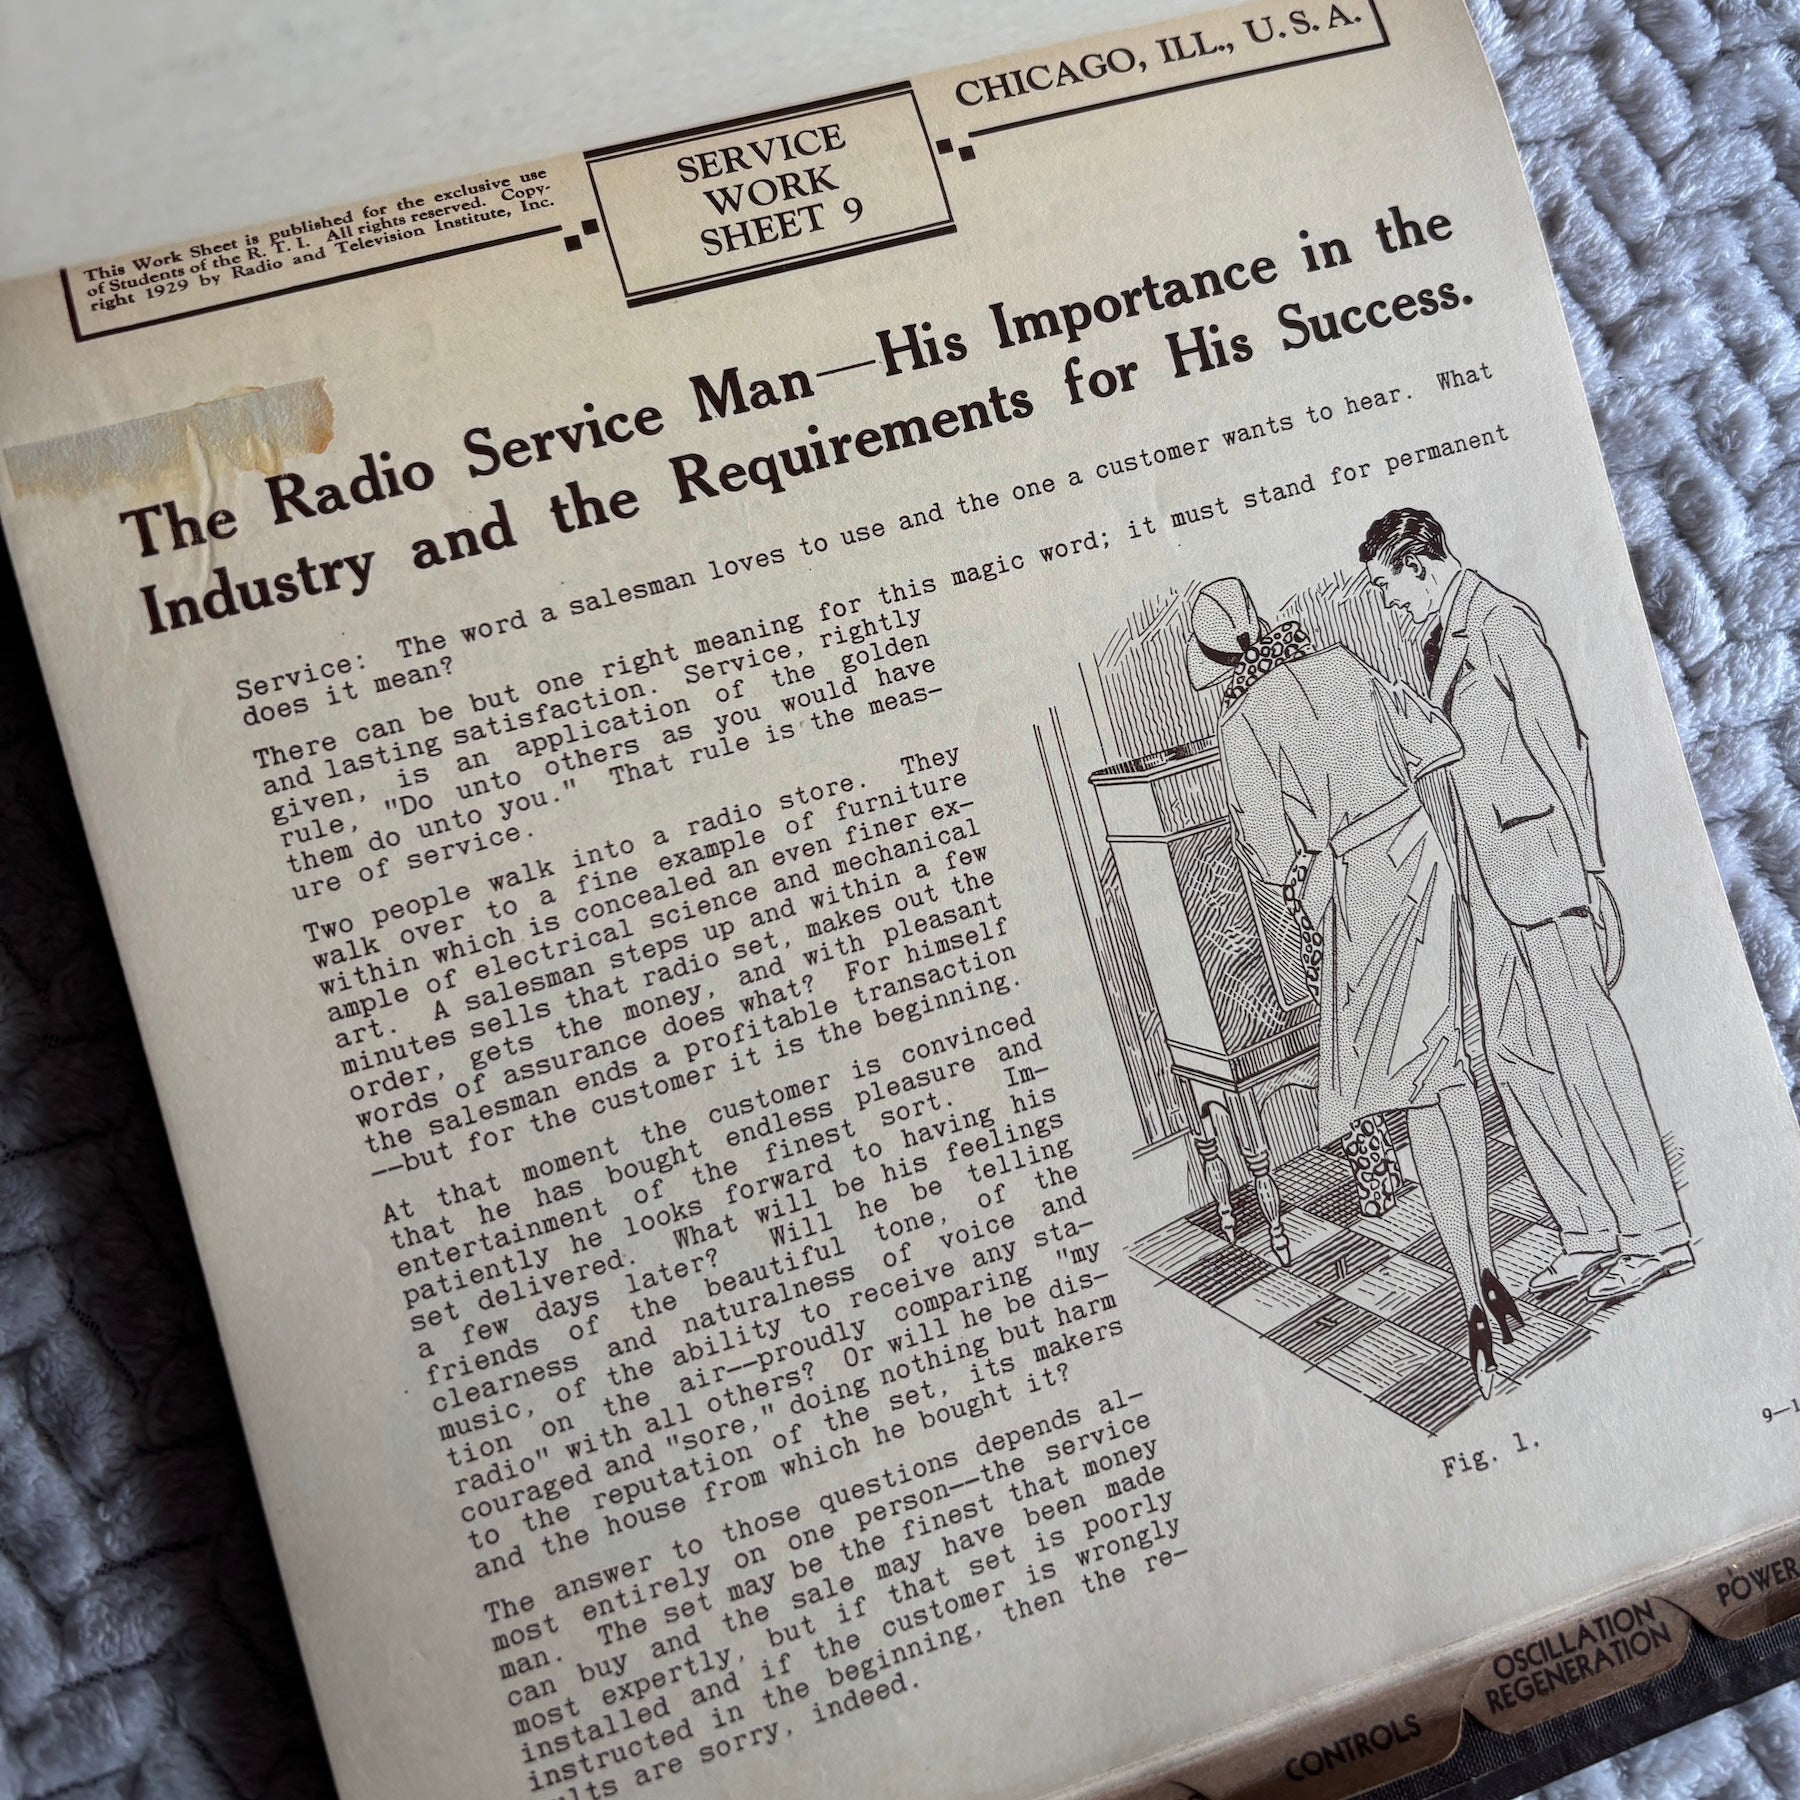 This Work Sheet is published for the exclusive use
of Students of the R. T. I. All rights reserved. Copy-
right 1929 by Radio and Television Institute, Inc.
SERVICE
WORK
SHEET 9
CHICAGO, ILL., U. S. A.
The Radio Service Man—His Importance in the
Industry and the Requirements for His Success.
Service: The word a salesman loves to use and the one a customer wants to hear. What
does it mean?
There can be but one right meaning for this magic word; it must stand for permanent
and lasting satisfaction. Service, rightly
given, is an application of the golden
rule, "Do unto others as you would have
them do unto you." That rule is the meas-
ure of service.
Two people walk into a radio store. They
walk over to a fine example of furniture
within which is concealed an even finer ex-
ample of electrical science and mechanical
art. A salesman steps up and within a few
minutes sells that radio set, makes out the
order, gets the money, and with pleasant
words of assurance does what? For himself
the salesman ends a profitable transaction
--but for the customer it is the beginning.
At that moment the customer is convinced
that he has bought endless pleasure and
entertainment of the finest sort. Im-
patiently he looks forward to having his
set delivered. What will be his feelings
a few days later? Will he be telling
friends of the beautiful tone, of the
clearness and naturalness of voice and
music, of the ability to receive any sta-
tion on the air--proudly comparing "my
radio" with all others? Or will he be dis-
couraged and "sore," doing nothing but harm
to the reputation of the set, its makers
and the house from which he bought it?
The answer to those questions depends al-
most entirely on one person--the service
man. The set may be the finest that money
can buy and the sale may have been made
most expertly, but if that set is poorly
installed and if the customer is wrongly
instructed in the beginning, then the re-
ults are sorry, indeed.
Fig. 1.
9-1
CONTROLS
OSCILLATION
REGENERATION
POWER